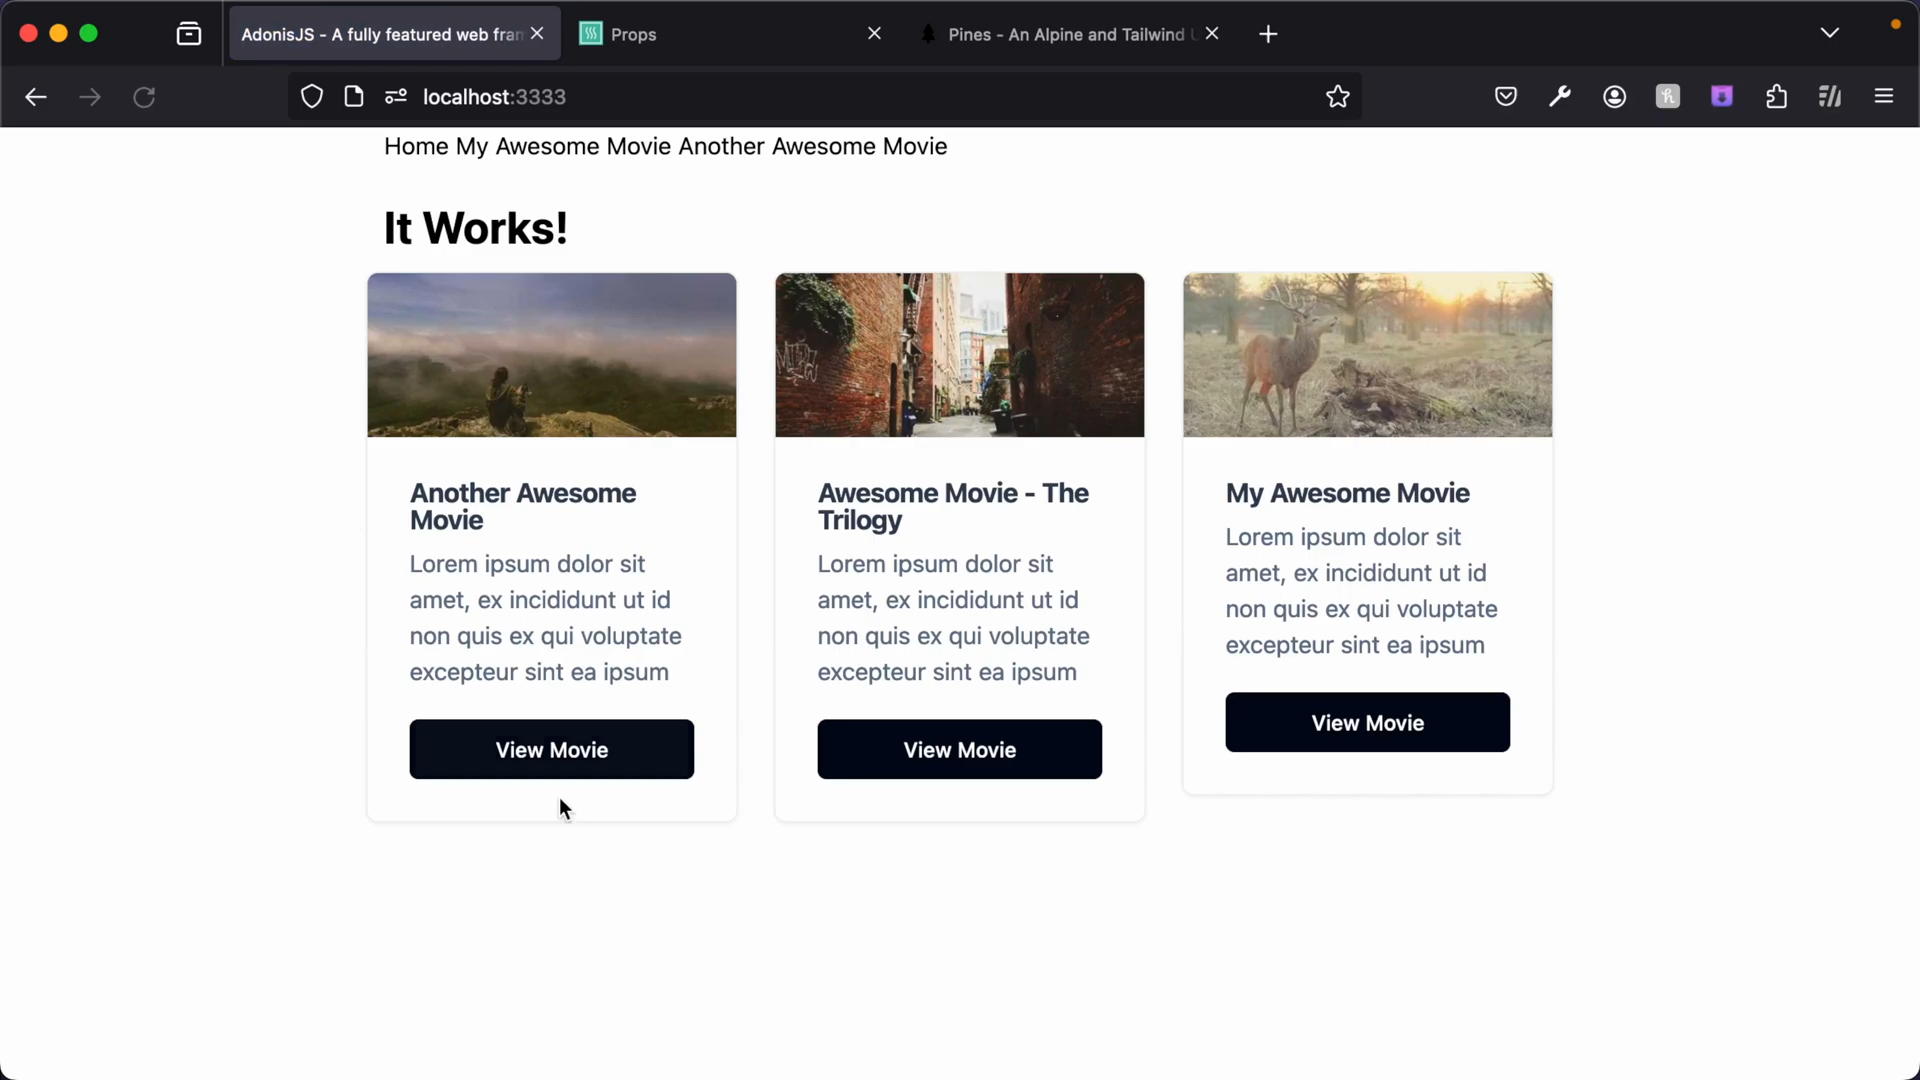 AdonisJS - A fully featured web fram
Props
Pines - An Alpine and Tailwind U
localhost:3333
Home My Awesome Movie Another Awesome Movie
It Works!
Another Awesome
Movie
Lorem ipsum dolor sit
amet, ex incididunt ut id
non quis ex qui voluptate
excepteur sint ea ipsum
View Movie
Awesome Movie - The
Trilogy
Lorem ipsum dolor sit
amet, ex incididunt ut id
non quis ex qui voluptate
excepteur sint ea ipsum
View Movie
My Awesome Movie
Lorem ipsum dolor sit
amet, ex incididunt ut id
non quis ex qui voluptate
excepteur sint ea ipsum
View Movie